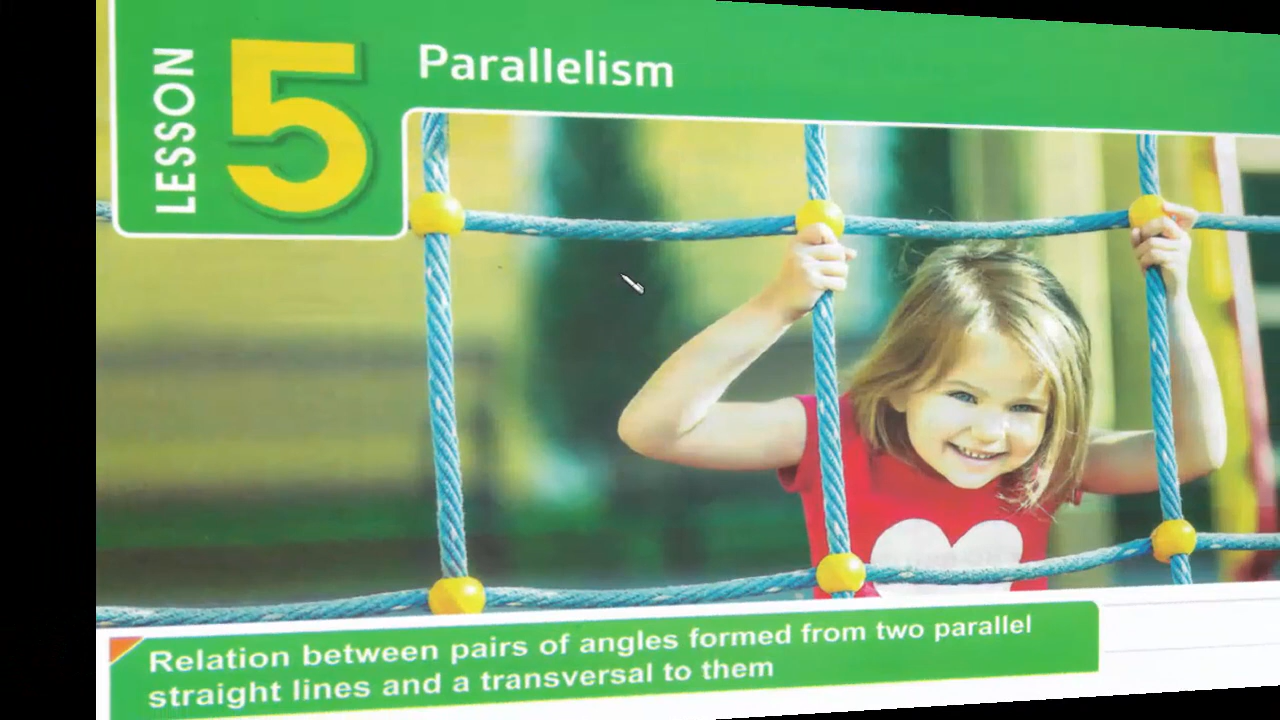 LESSON
5
Parallelism
Relation between pairs of angles formed from two parallel
straight lines and a transversal to them